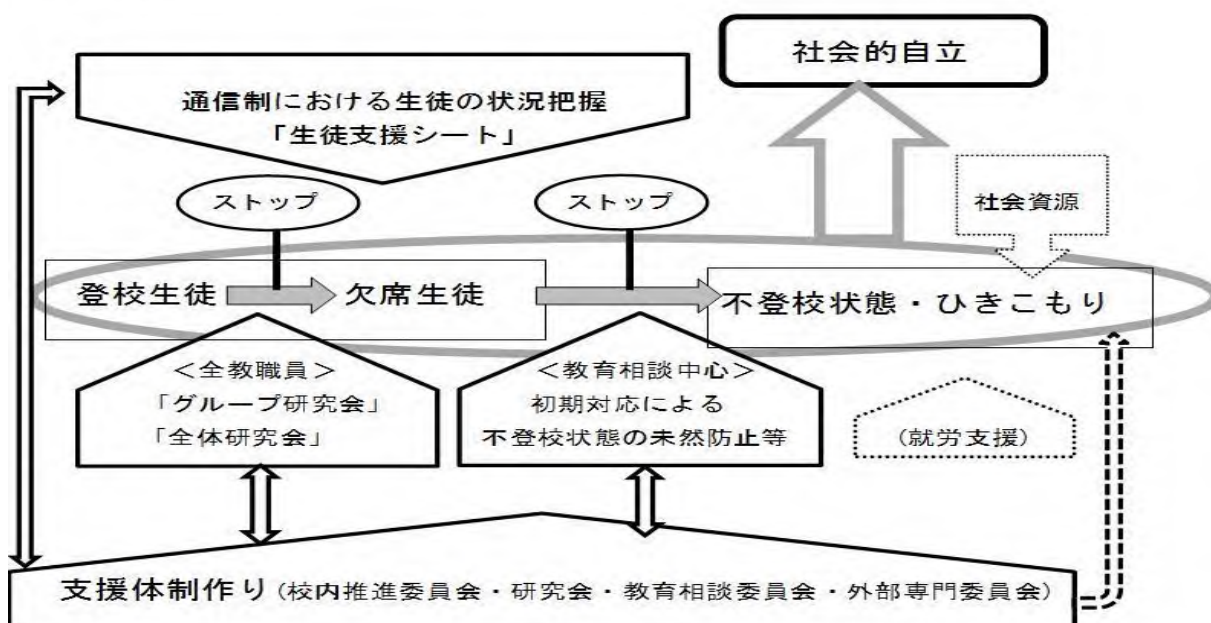 社会的自立
通信制における生徒の状況把握
「生徒支援シート」
ストップ
ストップ
社会資源
登校生徒
欠席生徒
不登校状態・ひきこもり
＜全教職員＞
「グループ研究会」
「全体研究会」
＜教育相談中心＞
初期対応による
不登校状態の未然防止等
(就労支援)
支援体制作り(校内推進委員会・研究会・教育相談委員会・外部専門委員会)